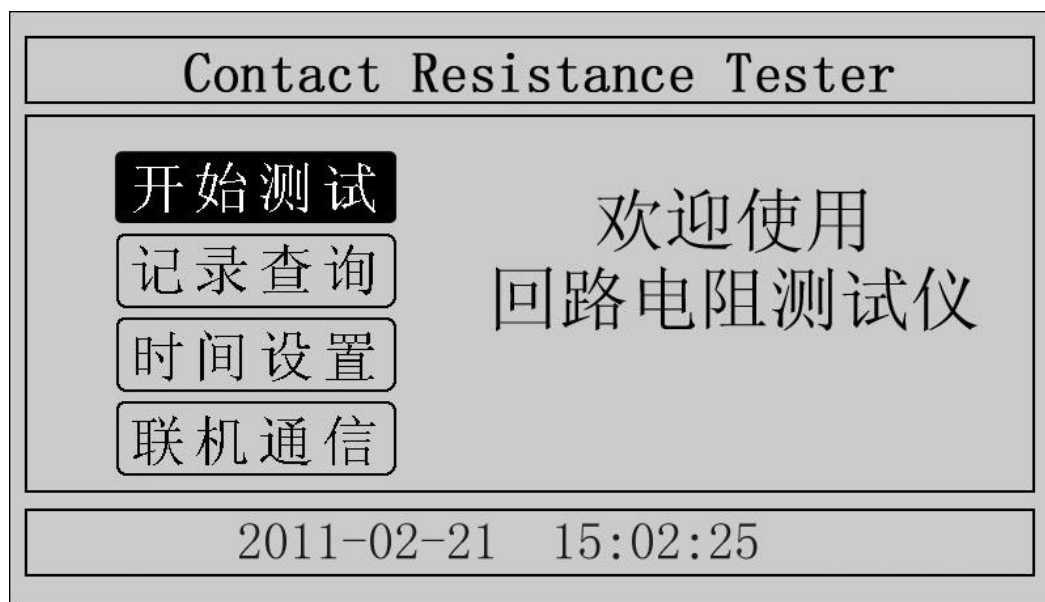 Contact Resistance Tester
开始测试
记录查询
时间设置
联机通信
欢迎使用
回路电阻测试仪
2011-02-21 15:02:25